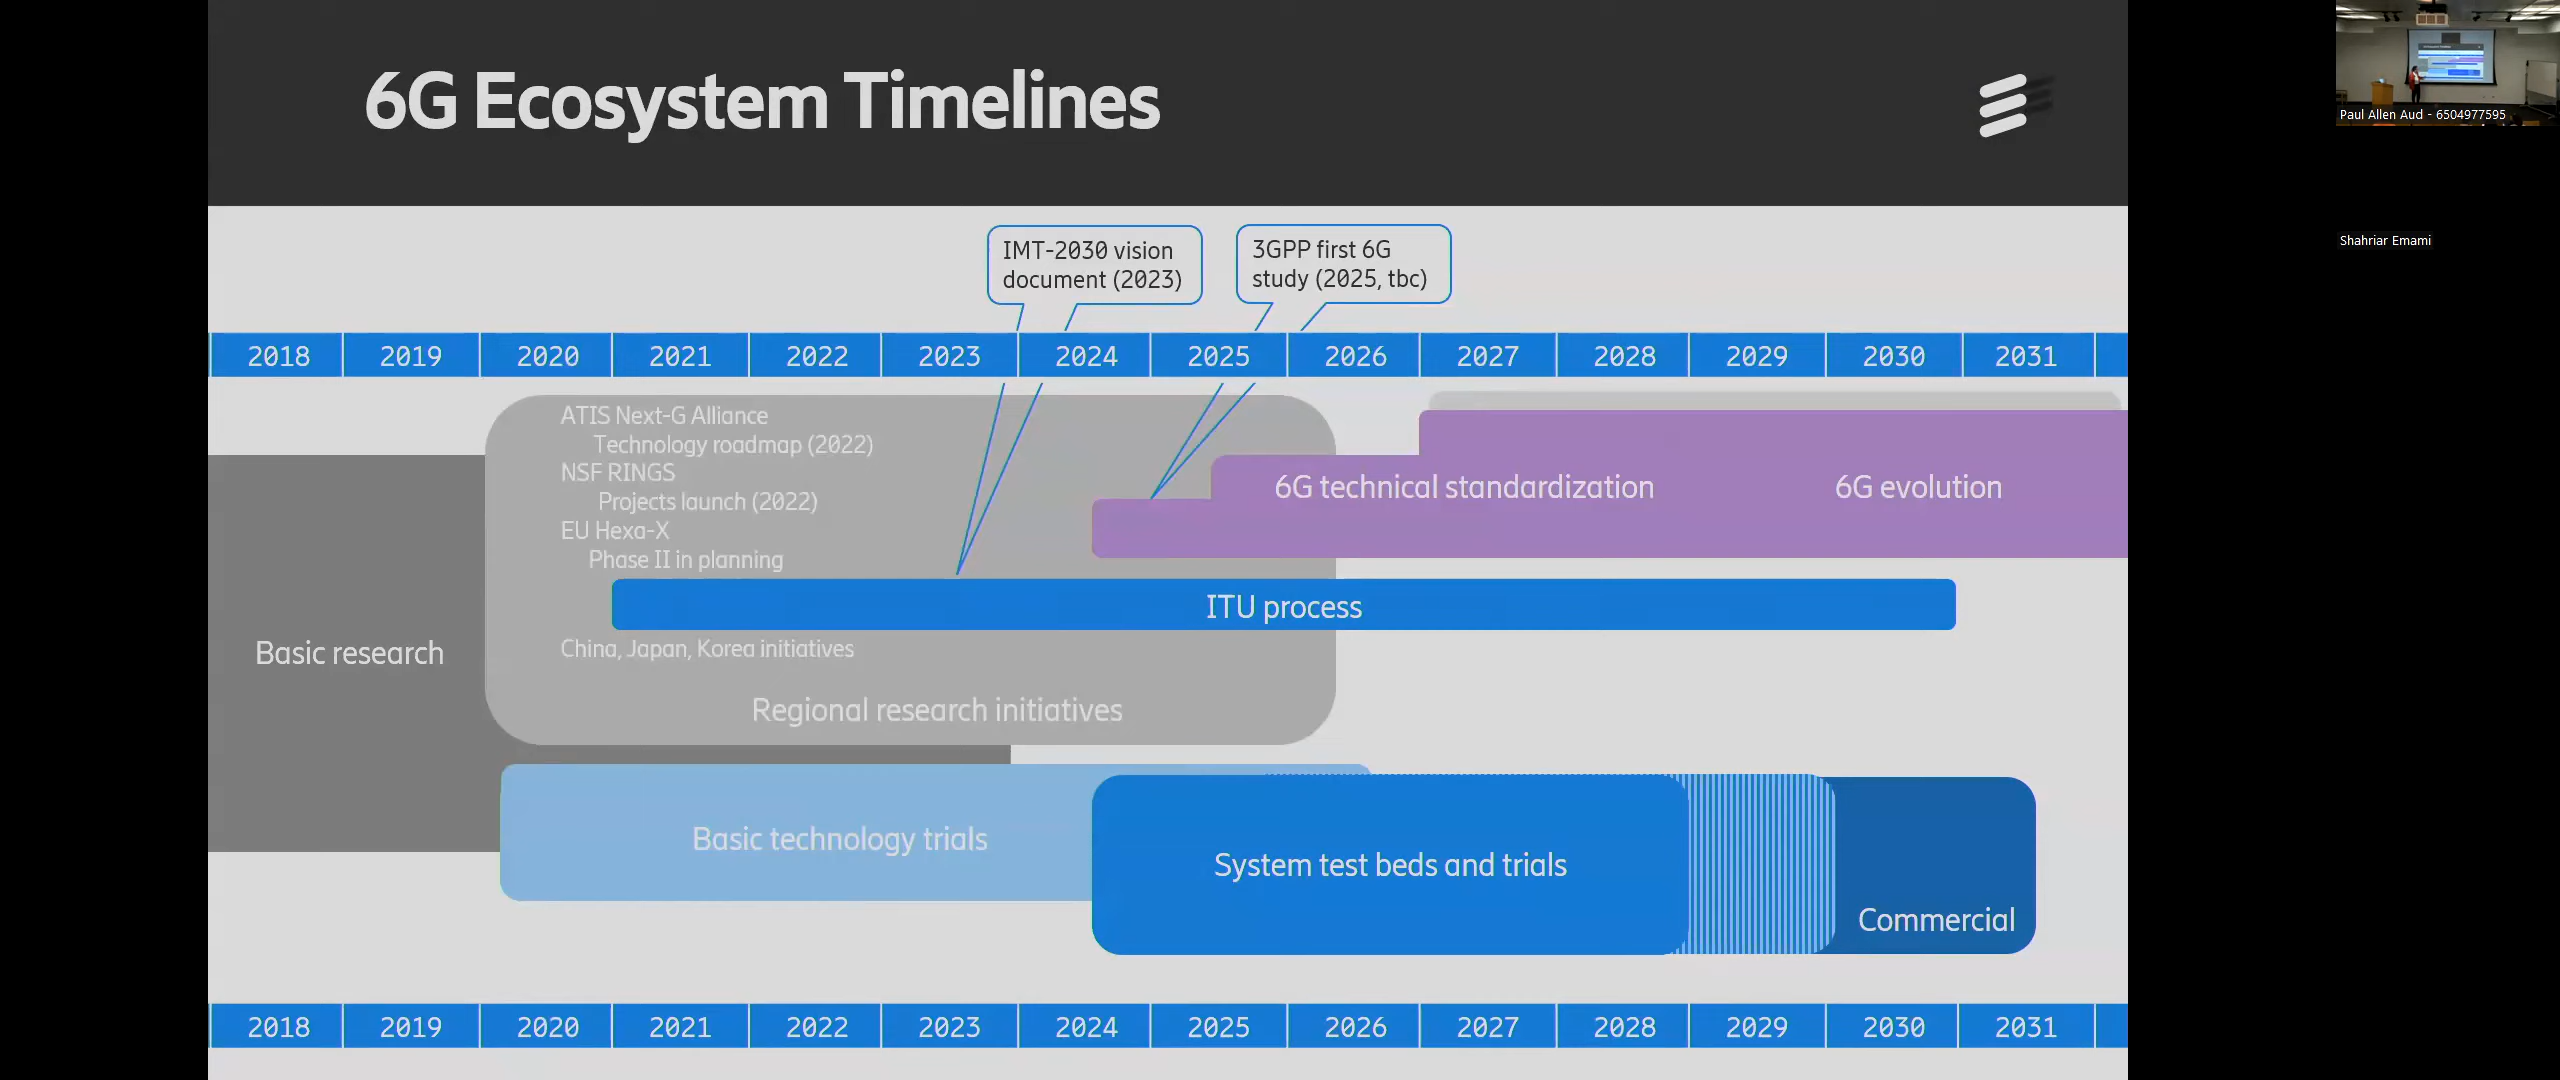 6G Ecosystem Timelines
Paul Allen Aud - 6504977595
Shahriar Emami
IMT-2030 vision
document (2023)
3GPP first 6G
study (2025, tbc)
2018 2019 2020 2021 2022 2023 2024 2025 2026 2027 2028 2029 2030 2031
ATIS Next-G Alliance
Technology roadmap (2022)
NSF RINGS
Projects launch (2022)
EU Hexa-X
Phase II in planning
6G technical standardization
6G evolution
ITU process
China, Japan, Korea initiatives
Basic research
Regional research initiatives
Basic technology trials
System test beds and trials
Commercial
2018 2019 2020 2021 2022 2023 2024 2025 2026 2027 2028 2029 2030 2031